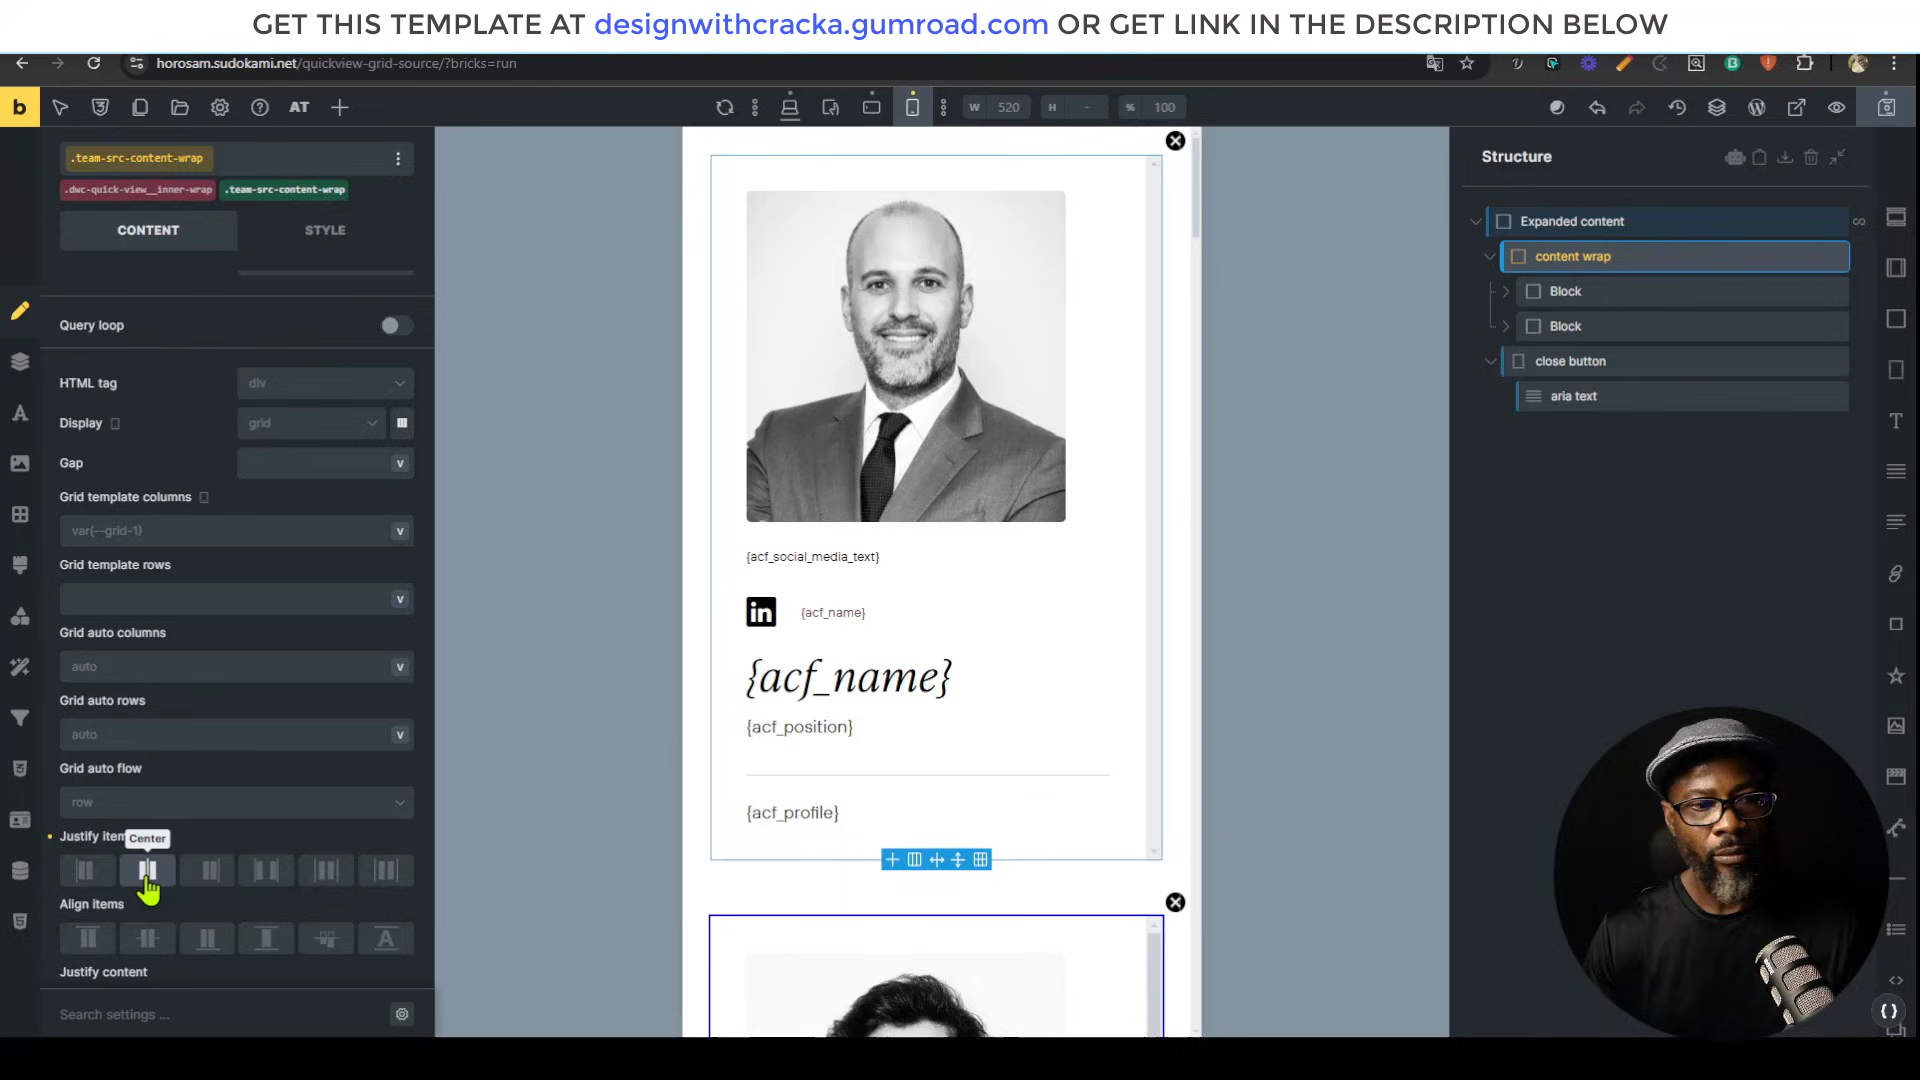 GET THIS TEMPLATE AT designwithcracka.gumroad.com OR GET LINK IN THE DESCRIPTION BELOW
horosam.sudokami.net/quickview-grid-source/?bricks=run
b
AT
W 520
H -
% 100
.team-src-content-wrap
.dwc-quick-view__inner-wrap
.team-src-content-wrap
CONTENT
STYLE
Query loop
HTML tag
div
Display
grid
Gap
v
Grid template columns
var(--grid-1)
v
Grid template rows
v
Grid auto columns
auto
v
Grid auto rows
auto
v
Grid auto flow
row
Justify item
Center
Align items
Justify content
Search settings ...
{acf_social_media_text}
in
{acf_name}
{acf_name}
{acf_position}
{acf_profile}
Structure
Expanded content
content wrap
Block
Block
close button
aria text